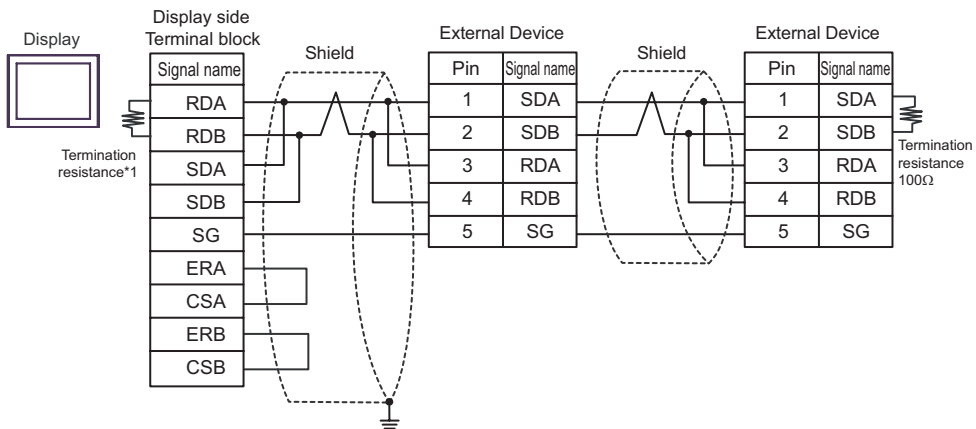 Display
Display side
Terminal block
Signal name
RDA
RDB
SDA
SDB
SG
ERA
CSA
ERB
CSB
Termination
resistance*1
Shield
External Device
Pin Signal name
1 SDA
2 SDB
3 RDA
4 RDB
5 SG
Shield
External Device
Pin Signal name
1 SDA
2 SDB
3 RDA
4 RDB
5 SG
Termination
resistance
100Ω